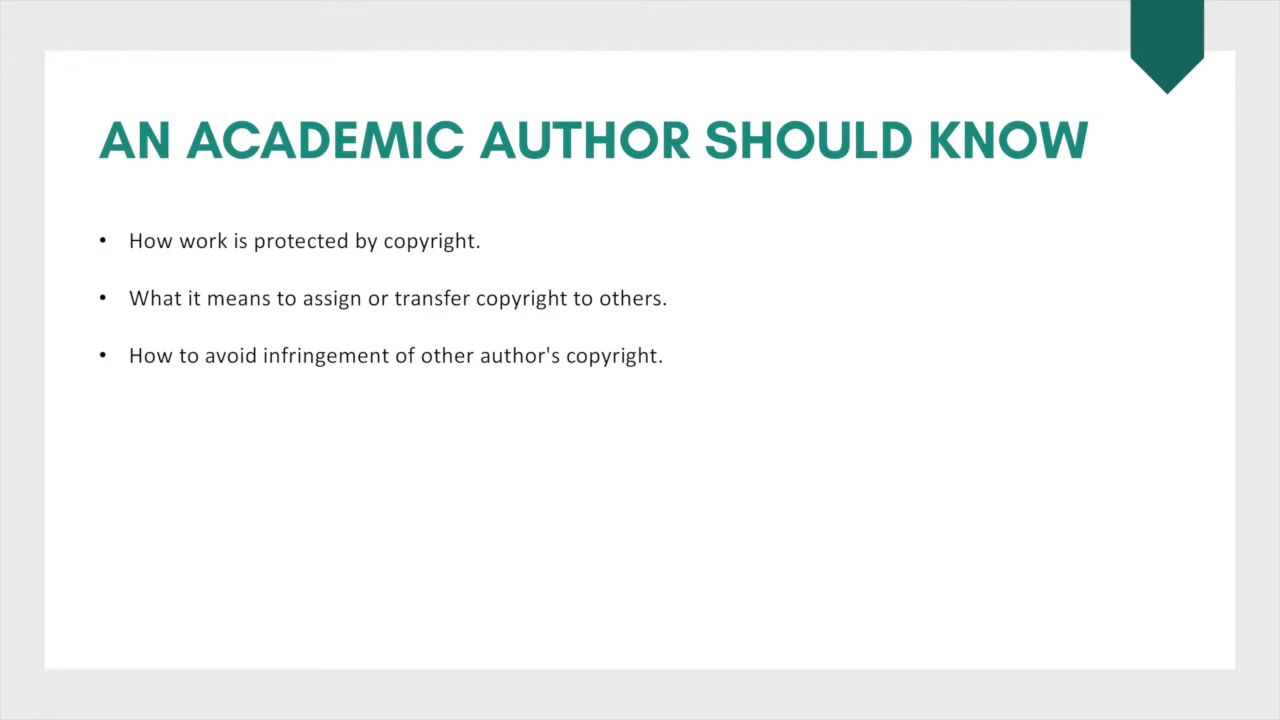 AN ACADEMIC AUTHOR SHOULD KNOW
• How work is protected by copyright.
• What it means to assign or transfer copyright to others.
• How to avoid infringement of other author's copyright.